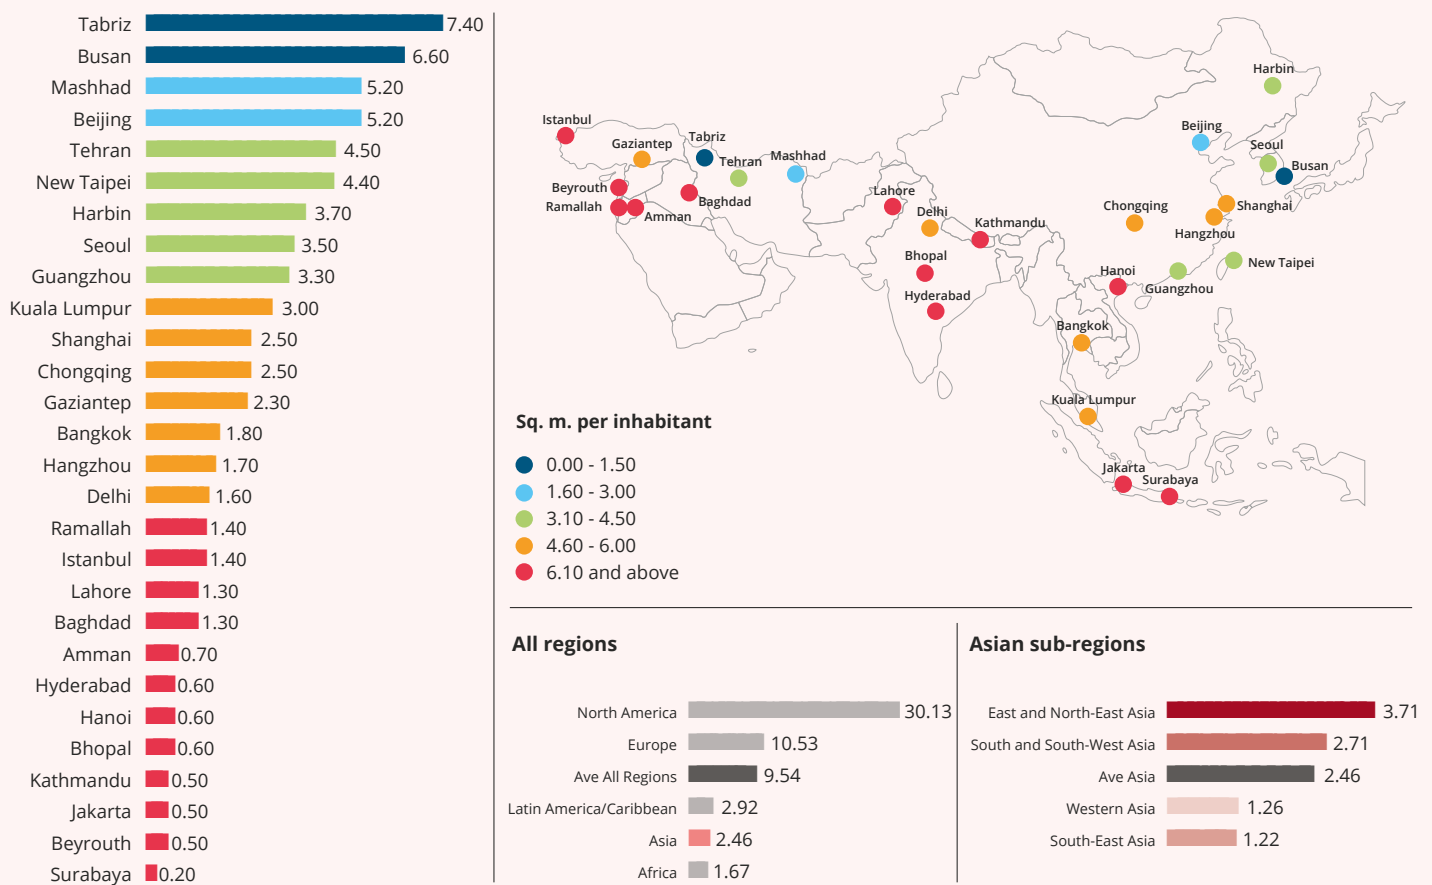 Tabriz 7.40
Busan 6.60
Mashhad 5.20
Beijing 5.20
Tehran 4.50
New Taipei 4.40
Harbin 3.70
Seoul 3.50
Guangzhou 3.30
Kuala Lumpur 3.00
Shanghai 2.50
Chongqing 2.50
Gaziantep 2.30
Bangkok 1.80
Hangzhou 1.70
Delhi 1.60
Ramallah 1.40
Istanbul 1.40
Lahore 1.30
Baghdad 1.30
Amman 0.70
Hyderabad 0.60
Hanoi 0.60
Bhopal 0.60
Kathmandu 0.50
Jakarta 0.50
Beyrouth 0.50
Surabaya 0.20
Harbin
Istanbul
Beijing
Tabriz
Gaziantep
Seoul
Mashhad
Tehran
Busan
Beyrouth
Lahore
Baghdad
Ramallah
Amman
Delhi
Chongqing
Shanghai
Kathmandu
Hangzhou
Bhopal
New Taipei
Hanoi
Guangzhou
Hyderabad
Bangkok
Kuala Lumpur
Jakarta
Surabaya
Sq. m. per inhabitant
0.00 - 1.50
1.60 - 3.00
3.10 - 4.50
4.60 - 6.00
6.10 and above
All regions
North America 30.13
Europe 10.53
Ave All Regions 9.54
Latin America/Caribbean 2.92
Asia 2.46
Africa 1.67
Asian sub-regions
East and North-East Asia 3.71
South and South-West Asia 2.71
Ave Asia 2.46
Western Asia 1.26
South-East Asia 1.22